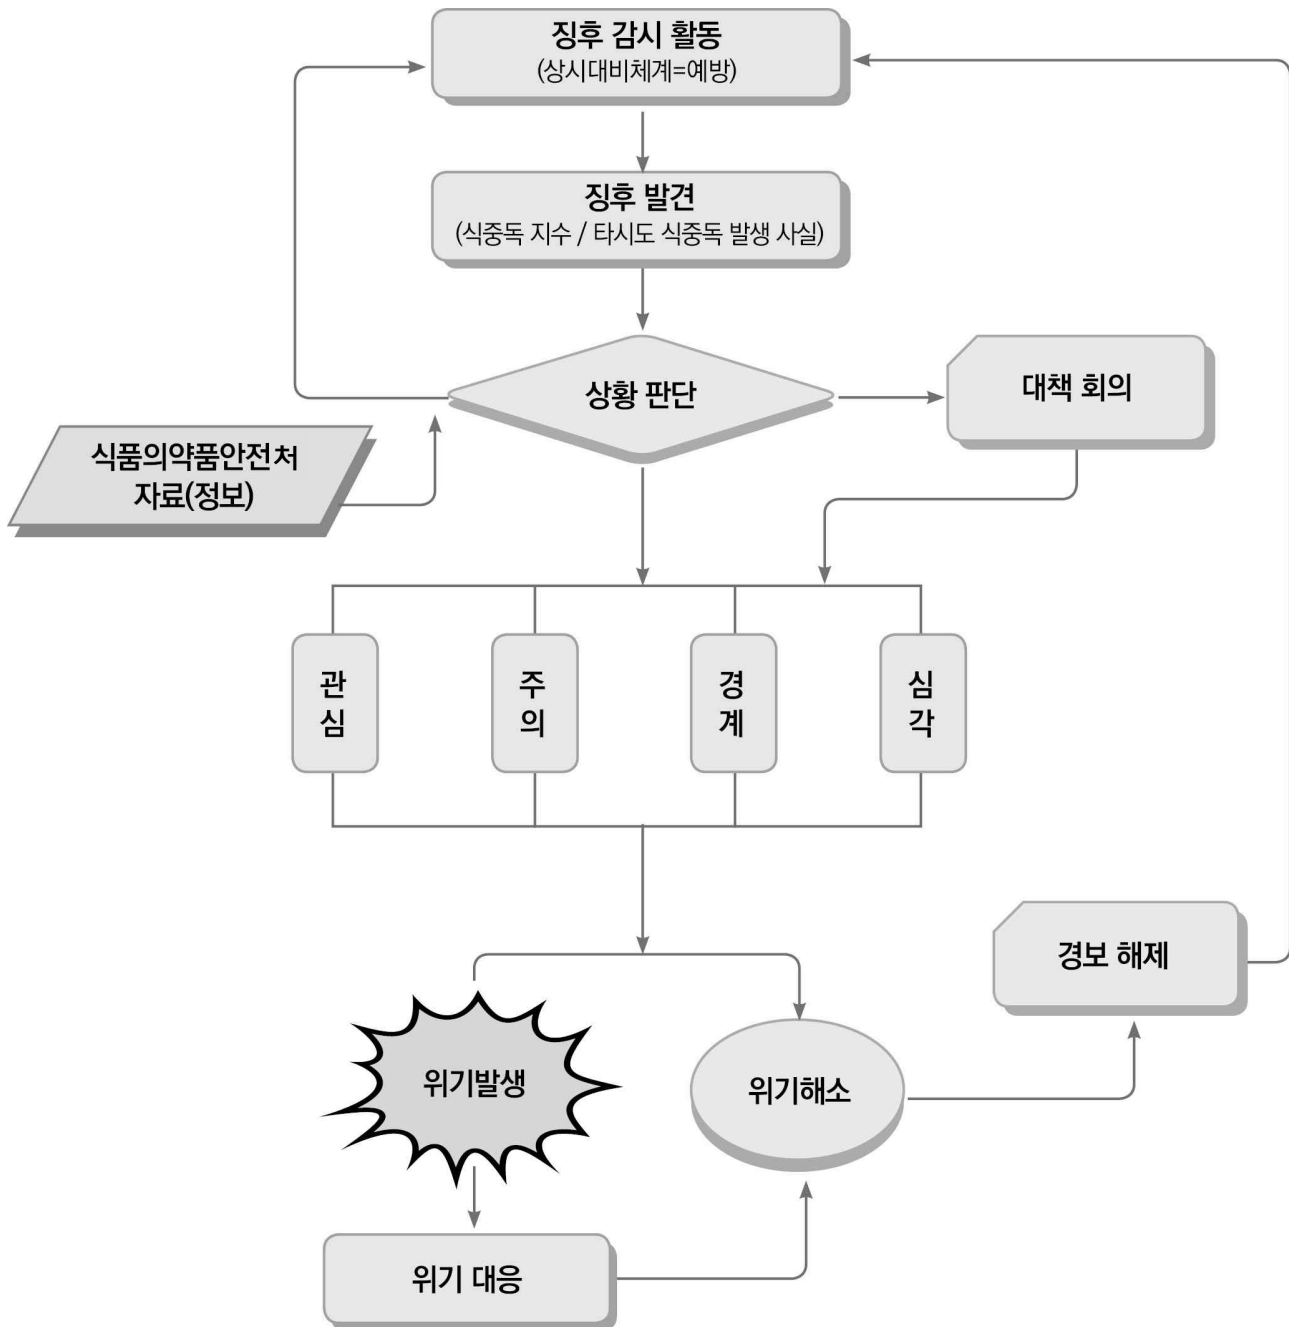 징후 감시 활동
(상시대비체계=예방)
징후 발견
(식중독 지수 / 타시도 식중독 발생 사실)
상황 판단
대책 회의
식품의약품안전처
자료(정보)
관
심
주
의
경
계
심
각
경보 해제
위기발생
위기해소
위기 대응